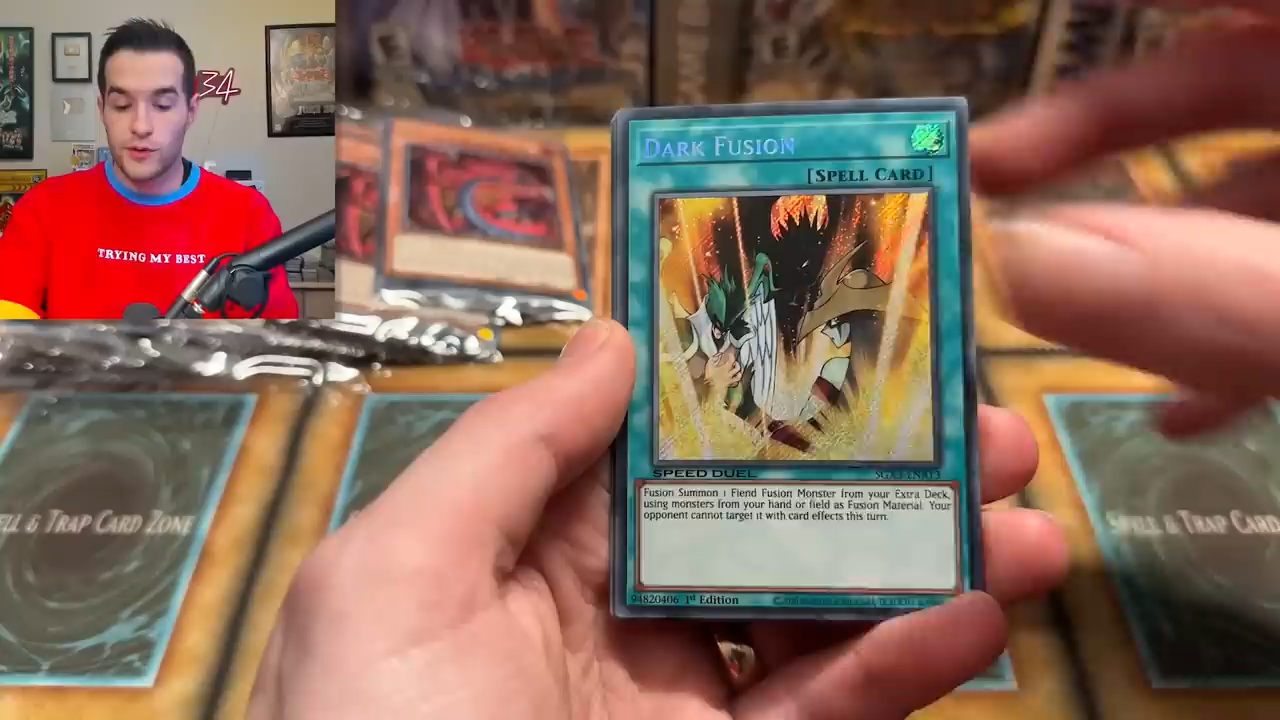 34
TRYING MY BEST
DARK FUSION
[SPELL CARD]
SPEED DUEL
Fusion Summon 1 Fiend Fusion Monster from your Extra Deck,
using monsters from your hand or field as Fusion Material. Your
opponent cannot target it with card effects this turn.
94820406 1st Edition
SPELL & TRAP CARD
ELL & TRAP CARD ZONE